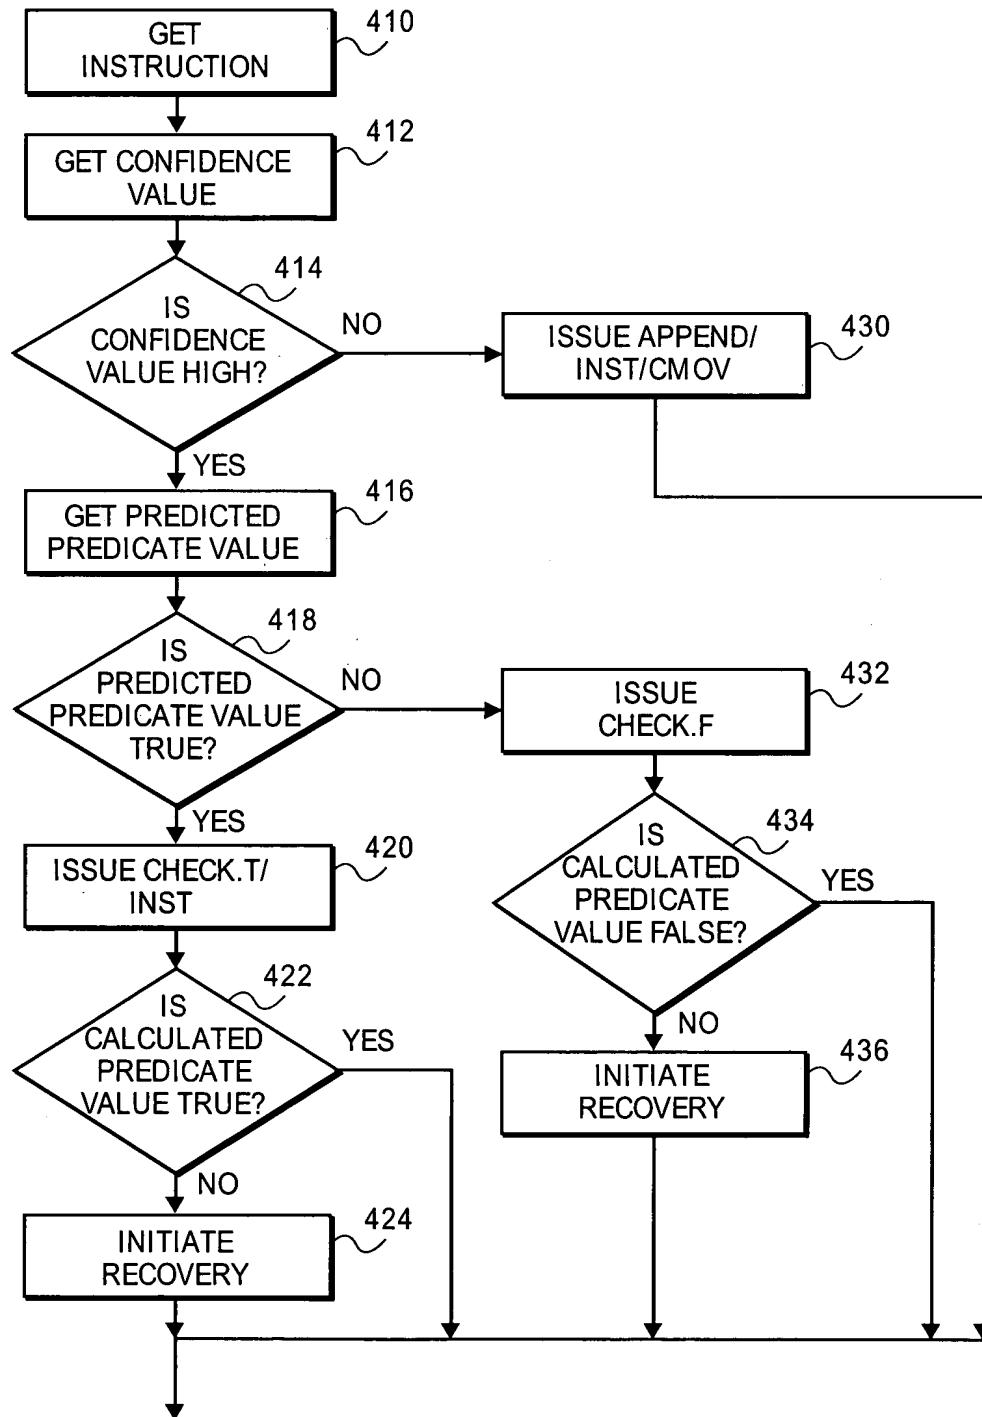 GET
INSTRUCTION
410
GET CONFIDENCE
VALUE
412
IS
CONFIDENCE
VALUE HIGH?
414
NO
ISSUE APPEND/
INST/CMOV
430
YES
GET PREDICTED
PREDICATE VALUE
416
IS
PREDICTED
PREDICATE VALUE
TRUE?
418
NO
ISSUE
CHECK.F
432
YES
ISSUE CHECK.T/
INST
420
IS
CALCULATED
PREDICATE
VALUE FALSE?
434
YES
IS
CALCULATED
PREDICATE
VALUE TRUE?
422
YES
NO
INITIATE
RECOVERY
436
NO
INITIATE
RECOVERY
424